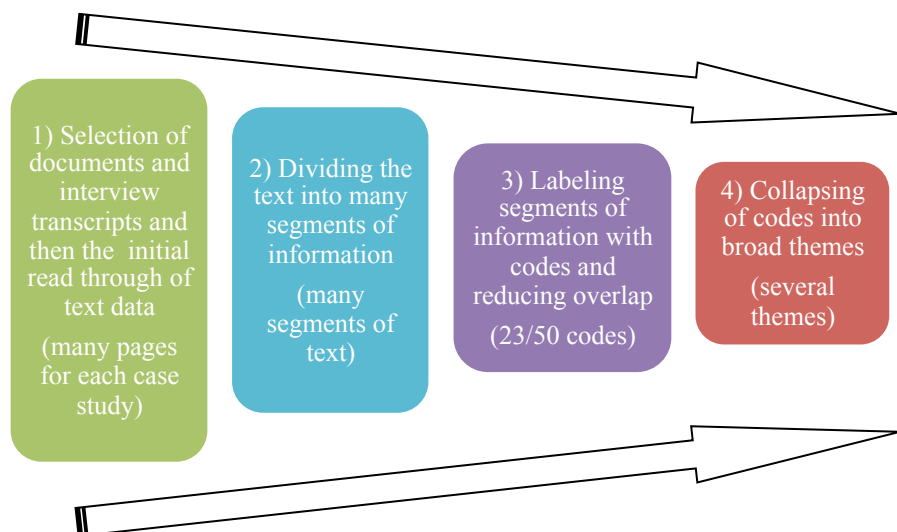 1) Selection of
documents and
interview
transcripts and
then the initial
read through of
text data
(many pages
for each case
study)
2) Dividing the
text into many
segments of
information
(many
segments of
text)
3) Labeling
segments of
information with
codes and
reducing overlap
(23/50 codes)
4) Collapsing
of codes into
broad themes
(several
themes)